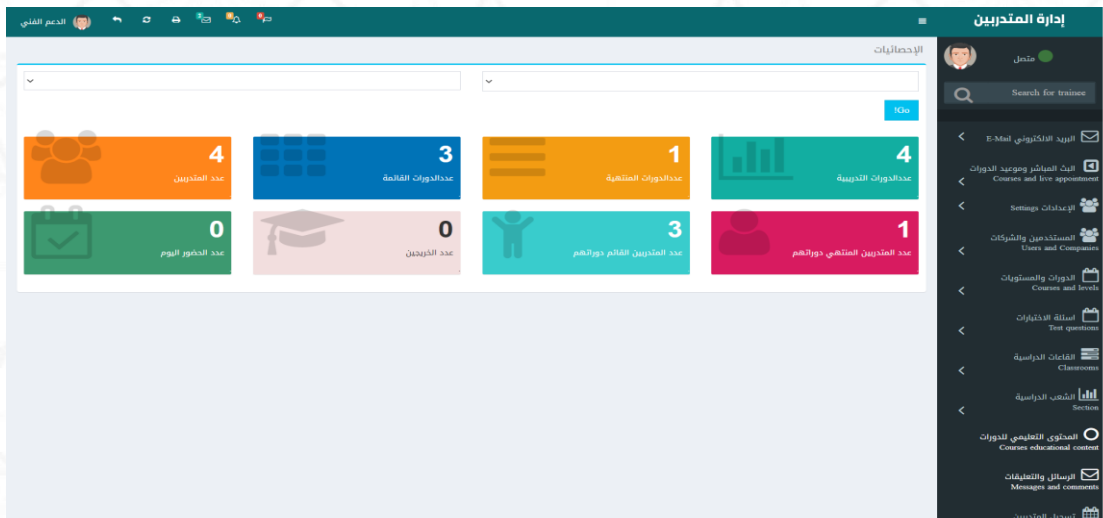 إدارة المتدربين
الدعم الفني
متصل
Search for trainee
البريد الالكتروني E-Mail
البث المباشر وموعيد الدورات
Courses and live appointment
الإعدادات Settings
المستخدمين والشركات
Users and Companies
الدورات والمستويات
Courses and levels
اسئلة الاختبارات
Test questions
القاعات الدراسية
Classrooms
الشعب الدراسية
Section
المحتوى التعليمي للدورات
Courses educational content
الرسائل والتعليقات
Messages and comments
تسجيل المتدربين
الإحصائيات
!Go
4
عددالدورات التدريبية
1
عددالدورات المنتهية
3
عددالدورات القائمة
4
عدد المتدربين
1
عدد المتدربين المنتهي دوراتهم
3
عدد المتدربين القائم دوراتهم
0
عدد الخريجين
0
عدد الحضور اليوم